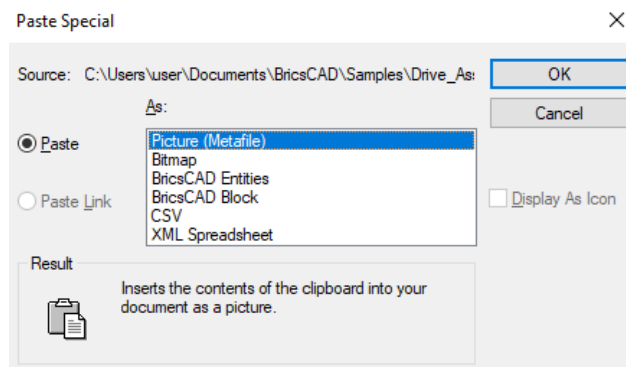 Paste Special
Source: C:\Users\user\Documents\BricsCAD\Samples\Drive_As
OK
As:
Cancel
Paste
Picture (Metafile)
Bitmap
BricsCAD Entities
BricsCAD Block
CSV
XML Spreadsheet
Paste Link
Display As Icon
Result
Inserts the contents of the clipboard into your
document as a picture.